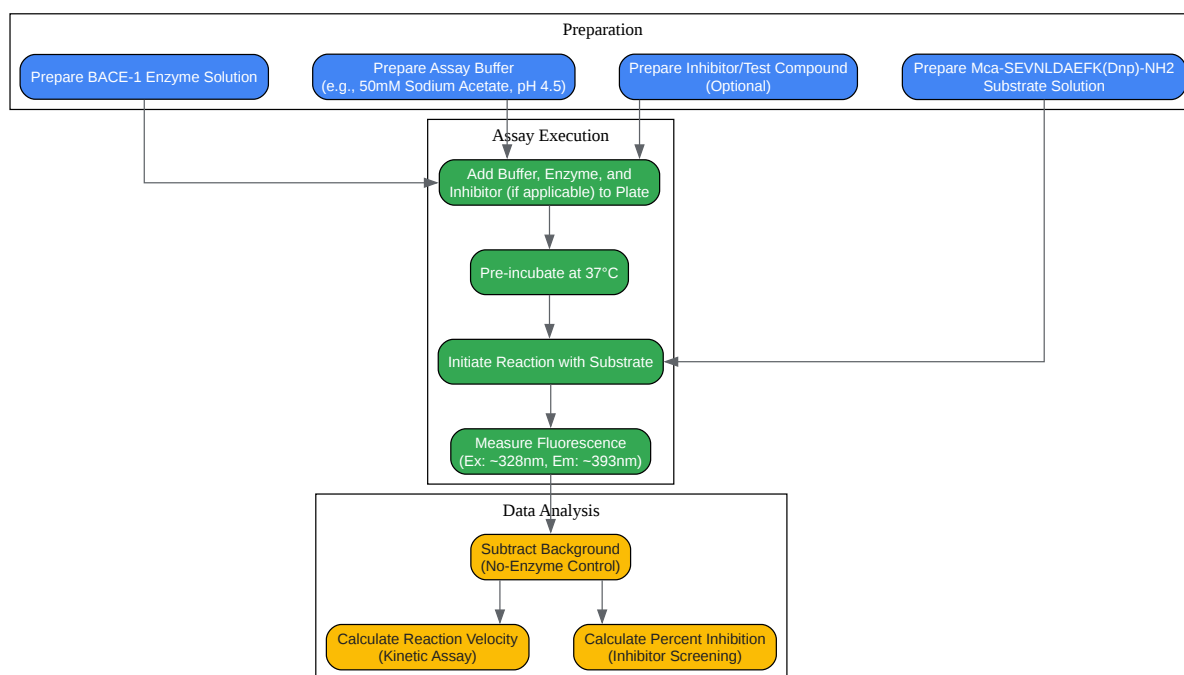 Preparation
Prepare BACE-1 Enzyme Solution
Prepare Assay Buffer
(e.g., 50mM Sodium Acetate, pH 4.5)
Prepare Inhibitor/Test Compound
(Optional)
Prepare Mca-SEVNLDAEFK(Dnp)-NH2
Substrate Solution
Assay Execution
Add Buffer, Enzyme, and
Inhibitor (if applicable) to Plate
Pre-incubate at 37°C
Initiate Reaction with Substrate
Measure Fluorescence
(Ex: ~328nm, Em: ~393nm)
Data Analysis
Subtract Background
(No-Enzyme Control)
Calculate Reaction Velocity
(Kinetic Assay)
Calculate Percent Inhibition
(Inhibitor Screening)